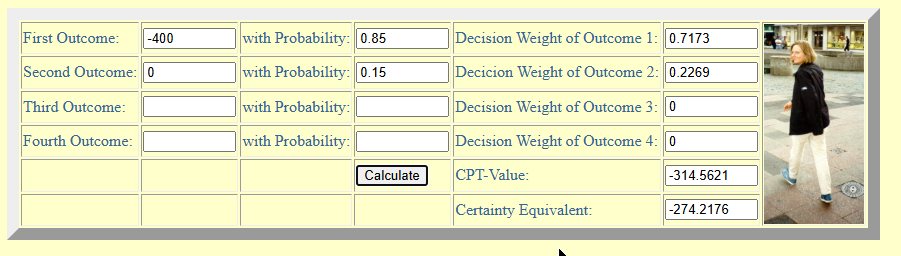 First Outcome: -400 with Probability: 0.85 Decision Weight of Outcome 1: 0.7173
Second Outcome: 0 with Probability: 0.15 Decicion Weight of Outcome 2: 0.2269
Third Outcome: with Probability: Decision Weight of Outcome 3: 0
Fourth Outcome: with Probability: Decision Weight of Outcome 4: 0
Calculate CPT-Value: -314.5621
Certainty Equivalent: -274.2176